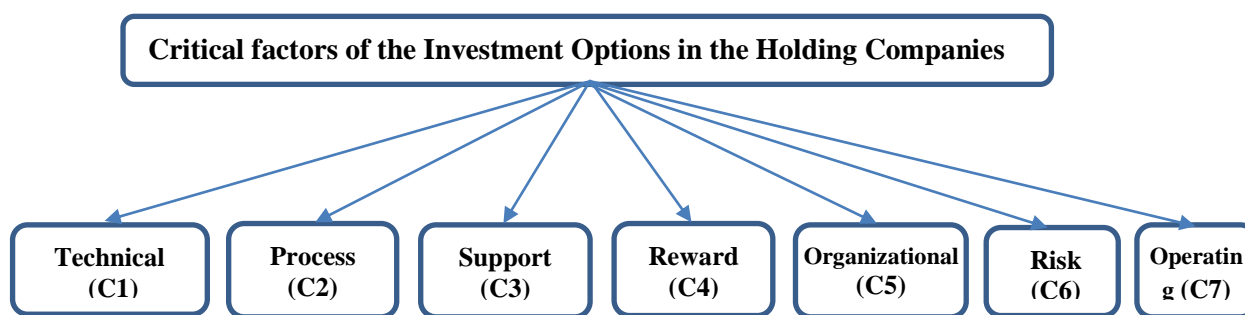 Critical factors of the Investment Options in the Holding Companies
Technical
(C1)
Process
(C2)
Support
(C3)
Reward
(C4)
Organizational
(C5)
Risk
(C6)
Operatin
g (C7)